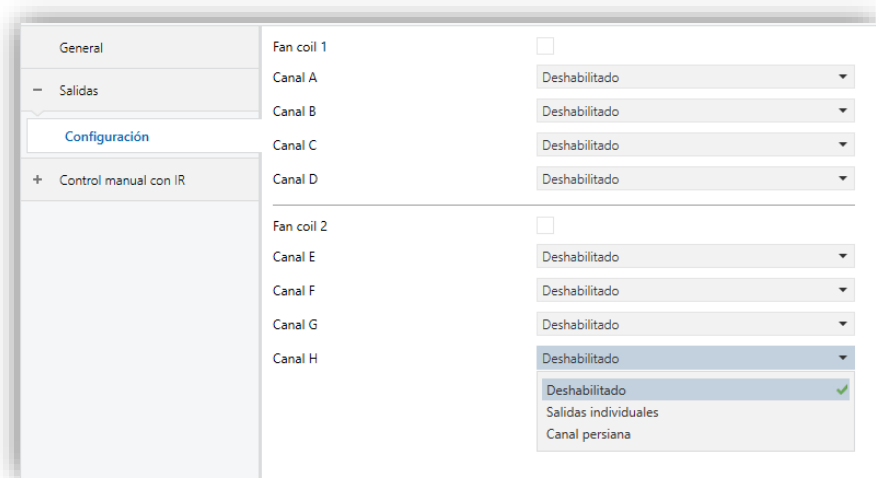 General
Salidas
Configuración
Control manual con IR
Fan coil 1
Canal A Deshabilitado
Canal B Deshabilitado
Canal C Deshabilitado
Canal D Deshabilitado
Fan coil 2
Canal E Deshabilitado
Canal F Deshabilitado
Canal G Deshabilitado
Canal H Deshabilitado
Deshabilitado
Salidas individuales
Canal persiana